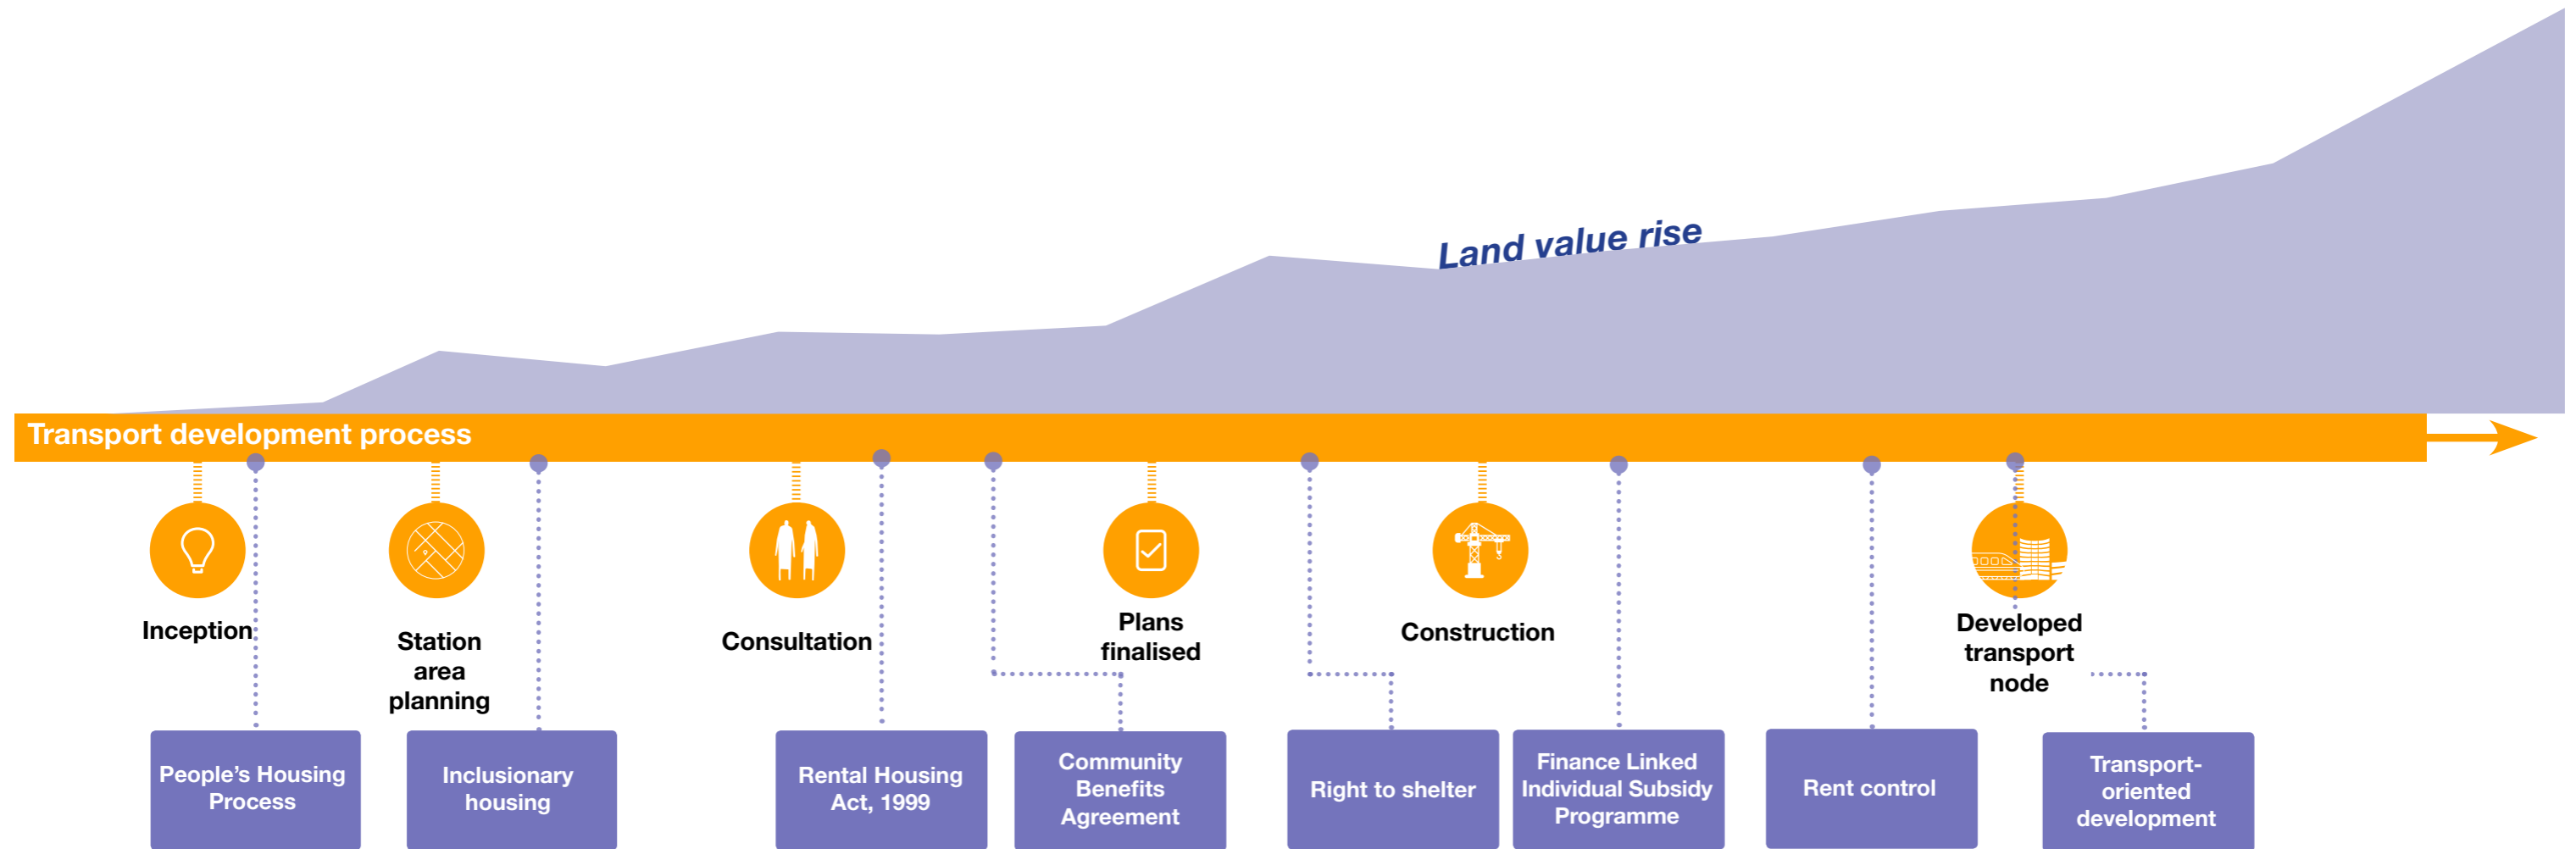 Land value rise
Transport development process
Inception
Station
area
planning
Consultation
Plans
finalised
Construction
Developed
transport
node
People’s Housing
Process
Inclusionary
housing
Rental Housing
Act, 1999
Community
Benefits
Agreement
Right to shelter
Finance Linked
Individual Subsidy
Programme
Rent control
Transport-
oriented
development